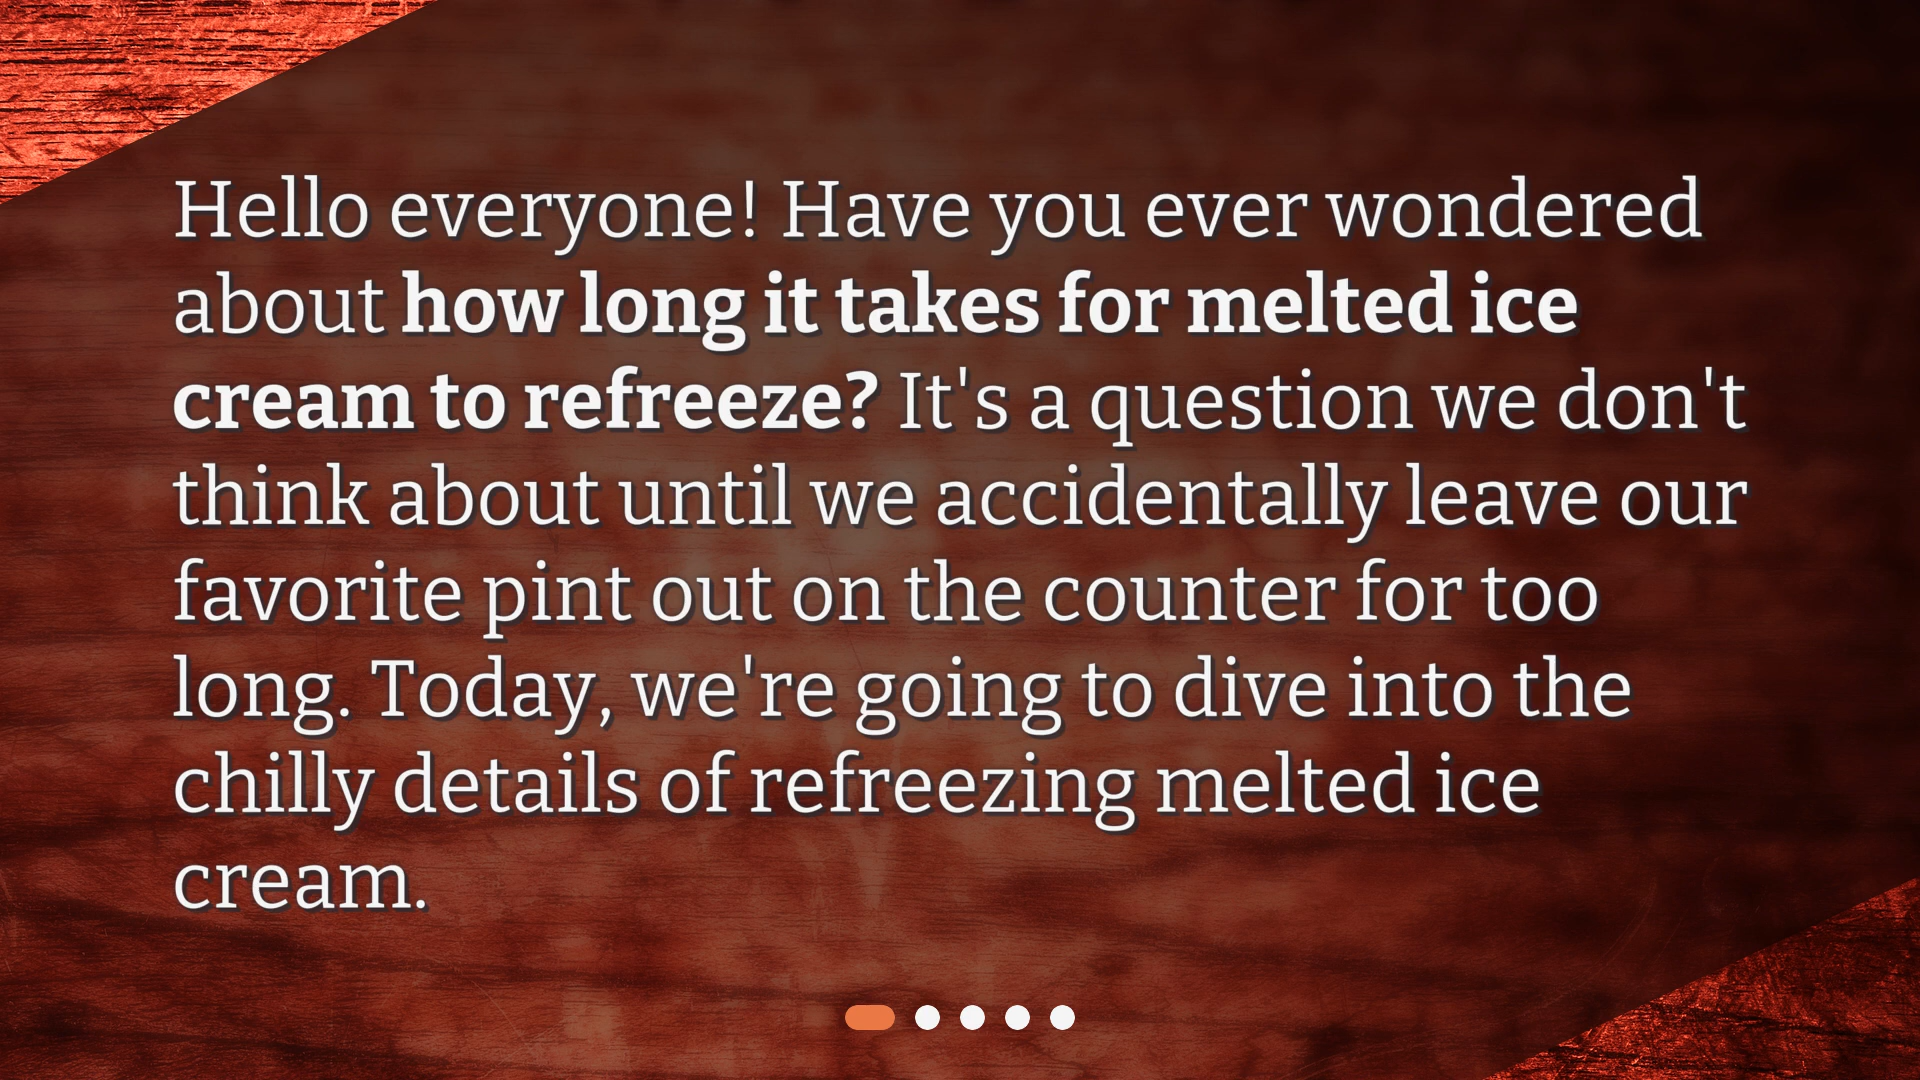 Hello everyone! Have you ever wondered
about how long it takes for melted ice
cream to refreeze? It's a question we don't
think about until we accidentally leave our
favorite pint out on the counter for too
long. Today, we're going to dive into the
chilly details of refreezing melted ice
cream.